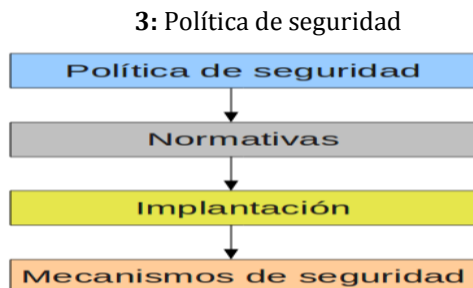 3: Política de seguridad
Política de seguridad
Normativas
Implantación
Mecanismos de seguridad